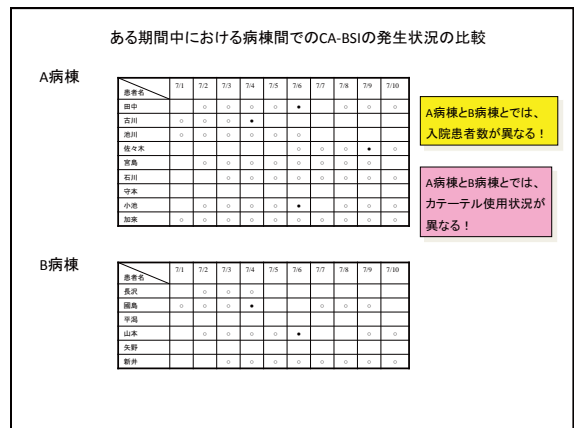 ある期間中における病棟間でのCA-BSIの発生状況の比較
A病棟
患者名 7/1 7/2 7/3 7/4 7/5 7/6 7/7 7/8 7/9 7/10
田中 ○ ○ ○ ○ ● ○ ○ ○
古川 ○ ○ ○ ●
池川 ○ ○ ○ ○ ○ ○
佐々木 ○ ○ ○ ● ○
宮島 ○ ○ ○ ○ ○ ○ ○ ○
石川 ○ ○ ○ ○ ○ ○ ○ ○
守本
小池 ○ ○ ○ ○ ● ○ ○ ○
加来 ○ ○ ○ ○ ○ ○ ○ ○ ○ ○
A病棟とB病棟とでは、
入院患者数が異なる！
A病棟とB病棟とでは、
カテーテル使用状況が
異なる！
B病棟
患者名 7/1 7/2 7/3 7/4 7/5 7/6 7/7 7/8 7/9 7/10
長沢 ○ ○ ○
國島 ○ ○ ○ ● ○ ○ ○
平潟
山本 ○ ○ ○ ○ ● ○ ○
矢野
新井 ○ ○ ○ ○ ○ ○ ○ ○